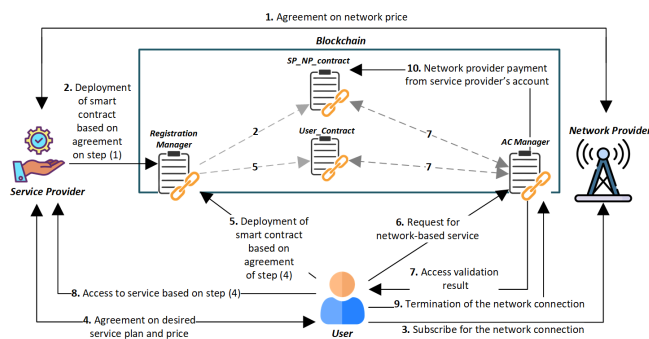 1. Agreement on network price
Blockchain
SP_NP_contract
2. Deployment
of smart
contract
based on
agreement
on step (1)
10. Network provider payment
from service provider's account
Registration
Manager
2
User_Contract
7
AC Manager
Network Provider
5
7
Service Provider
5. Deployment of
smart contract
based on
agreement
of step (4)
6. Request for
network-based service
7. Access validation
result
8. Access to service based on step (4)
9. Termination of the network connection
4. Agreement on desired
service plan and price
User
3. Subscribe for the network connection